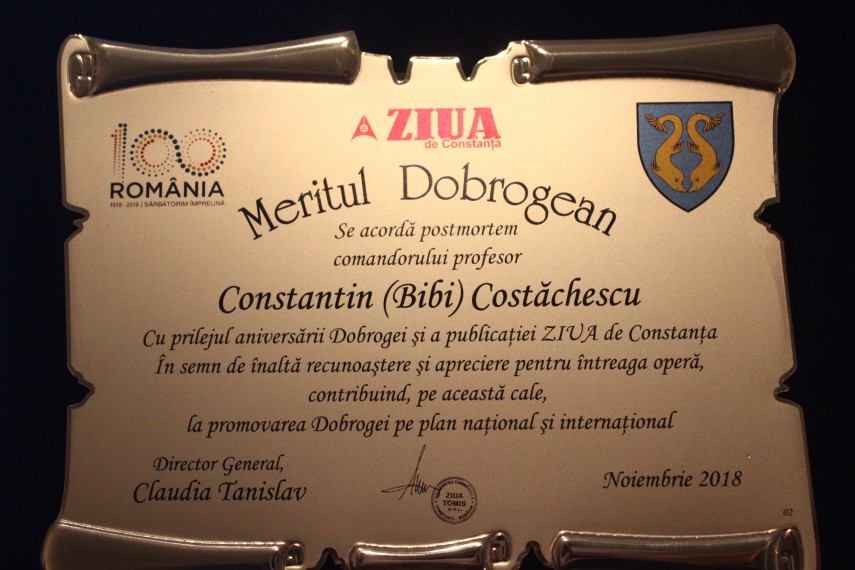 100
ROMÂNIA
1918 - 2018 | SĂRBĂTORIM ÎMPREUNĂ
ZIUA
de Constanța
Meritul Dobrogean
Se acordă postmortem
comandorului profesor
Constantin (Bibi) Costăchescu
Cu prilejul aniversării Dobrogei și a publicației ZIUA de Constanța
În semn de înaltă recunoaștere și apreciere pentru întreaga operă,
contribuind, pe această cale,
la promovarea Dobrogei pe plan național și internațional
Director General,
Claudia Tanislav
ZIUA
TOMIS
Noiembrie 2018
02